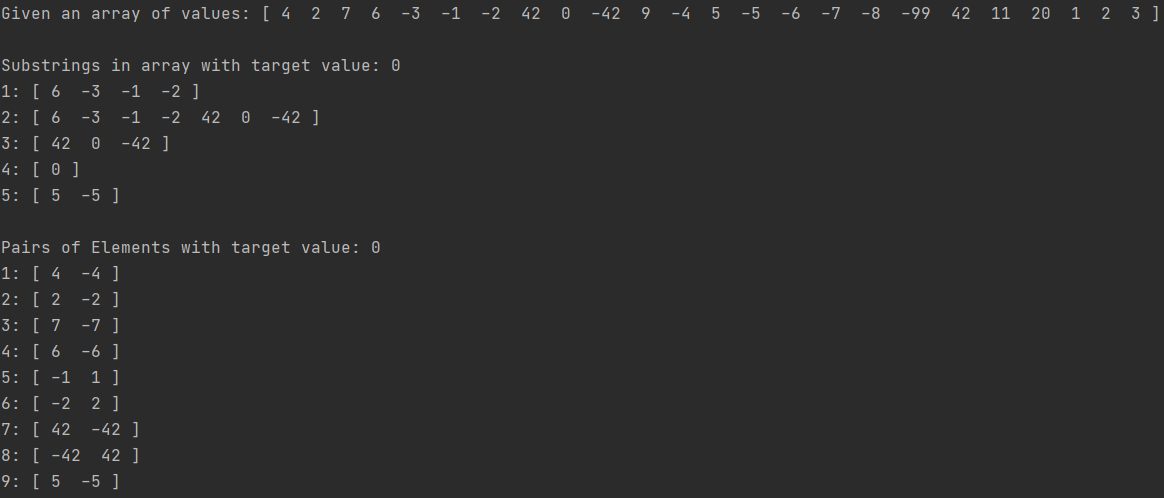 Given an array of values: [ 4  2  7  6  -3  -1  -2  42  0  -42  9  -4  5  -5  -6  -7  -8  -99  42  11  20  1  2  3 ]
Substrings in array with target value: 0
1: [ 6  -3  -1  -2 ]
2: [ 6  -3  -1  -2  42  0  -42 ]
3: [ 42  0  -42 ]
4: [ 0 ]
5: [ 5  -5 ]
Pairs of Elements with target value: 0
1: [ 4  -4 ]
2: [ 2  -2 ]
3: [ 7  -7 ]
4: [ 6  -6 ]
5: [ -1  1 ]
6: [ -2  2 ]
7: [ 42  -42 ]
8: [ -42  42 ]
9: [ 5  -5 ]